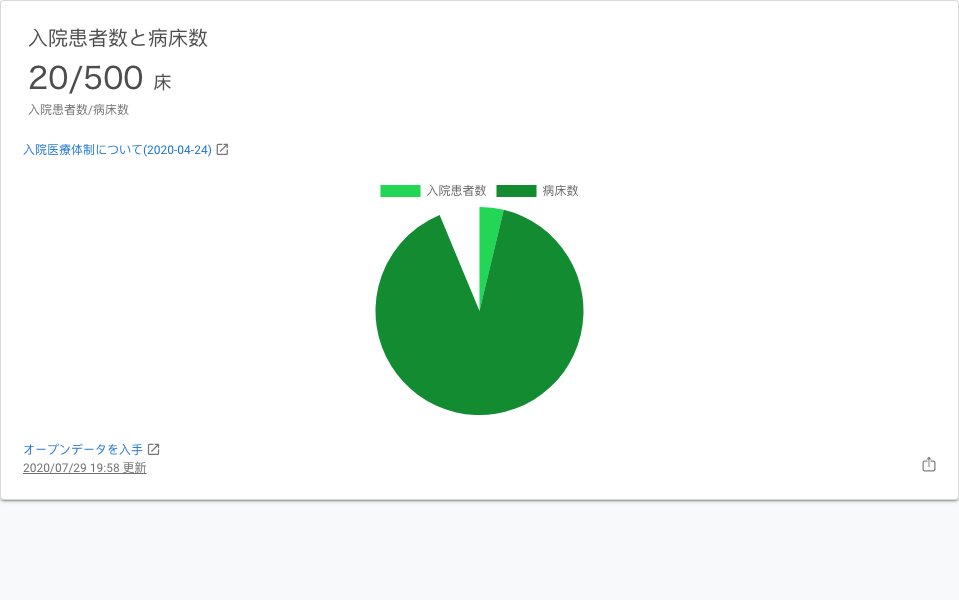 入院患者数と病床数
20/500 床
入院患者数/病床数
入院医療体制について(2020-04-24)
入院患者数 病床数
オープンデータを入手
2020/07/29 19:58 更新